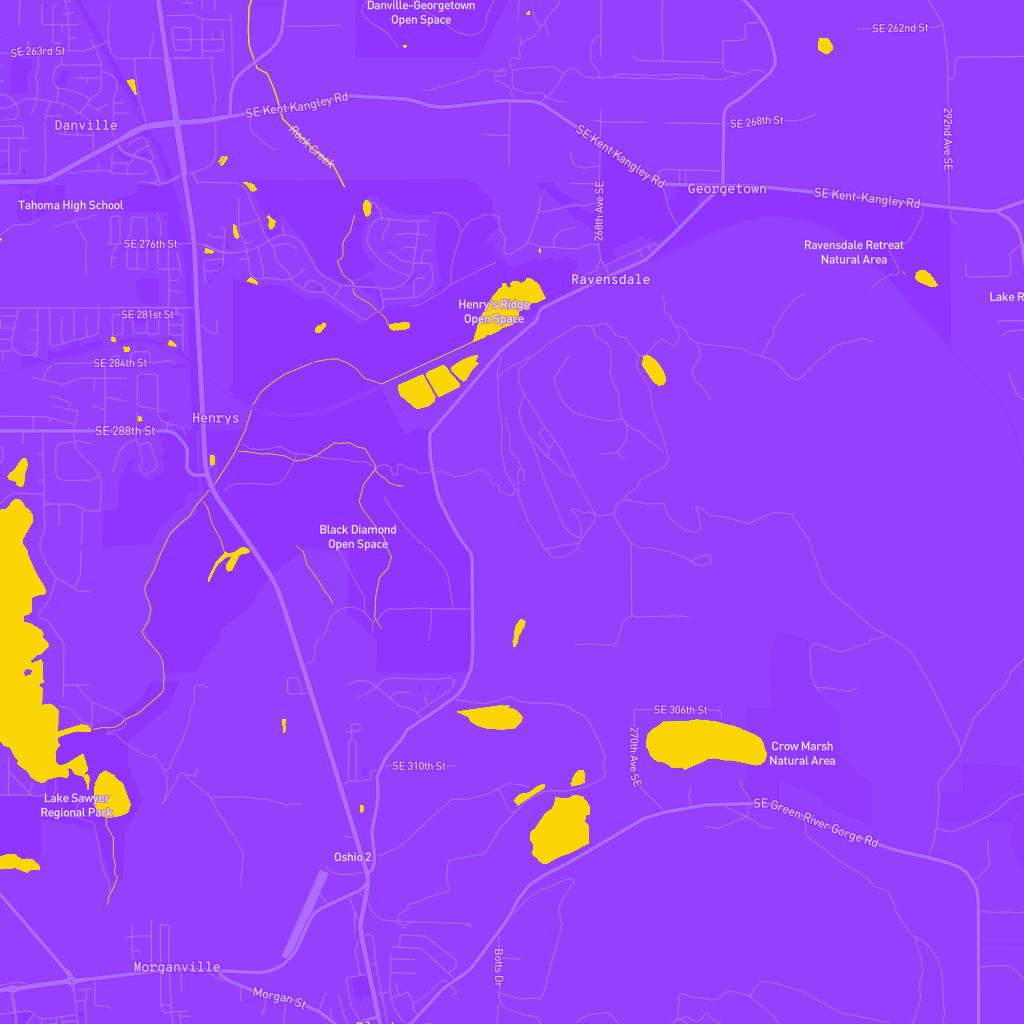 Danville-Georgetown
Open Space
SE 262nd St
SE 263rd St
SE Kent Kangley Rd
292nd Ave SE
SE 268th St
Danville
Rock Creek
SE Kent Kangley Rd
Georgetown
SE Kent-Kangley Rd
Tahoma High School
268th Ave SE
SE 276th St
Ravensdale Retreat
Natural Area
Ravensdale
Lake R
Henry's Ridge
Open Space
SE 281st St
SE 284th St
Henrys
SE 288th St
Black Diamond
Open Space
SE 306th St
270th Ave SE
Crow Marsh
Natural Area
SE 310th St
Lake Sawyer
Regional Park
SE Green River Gorge Rd
Oshio 2
Botts Dr
Morganville
Morgan St